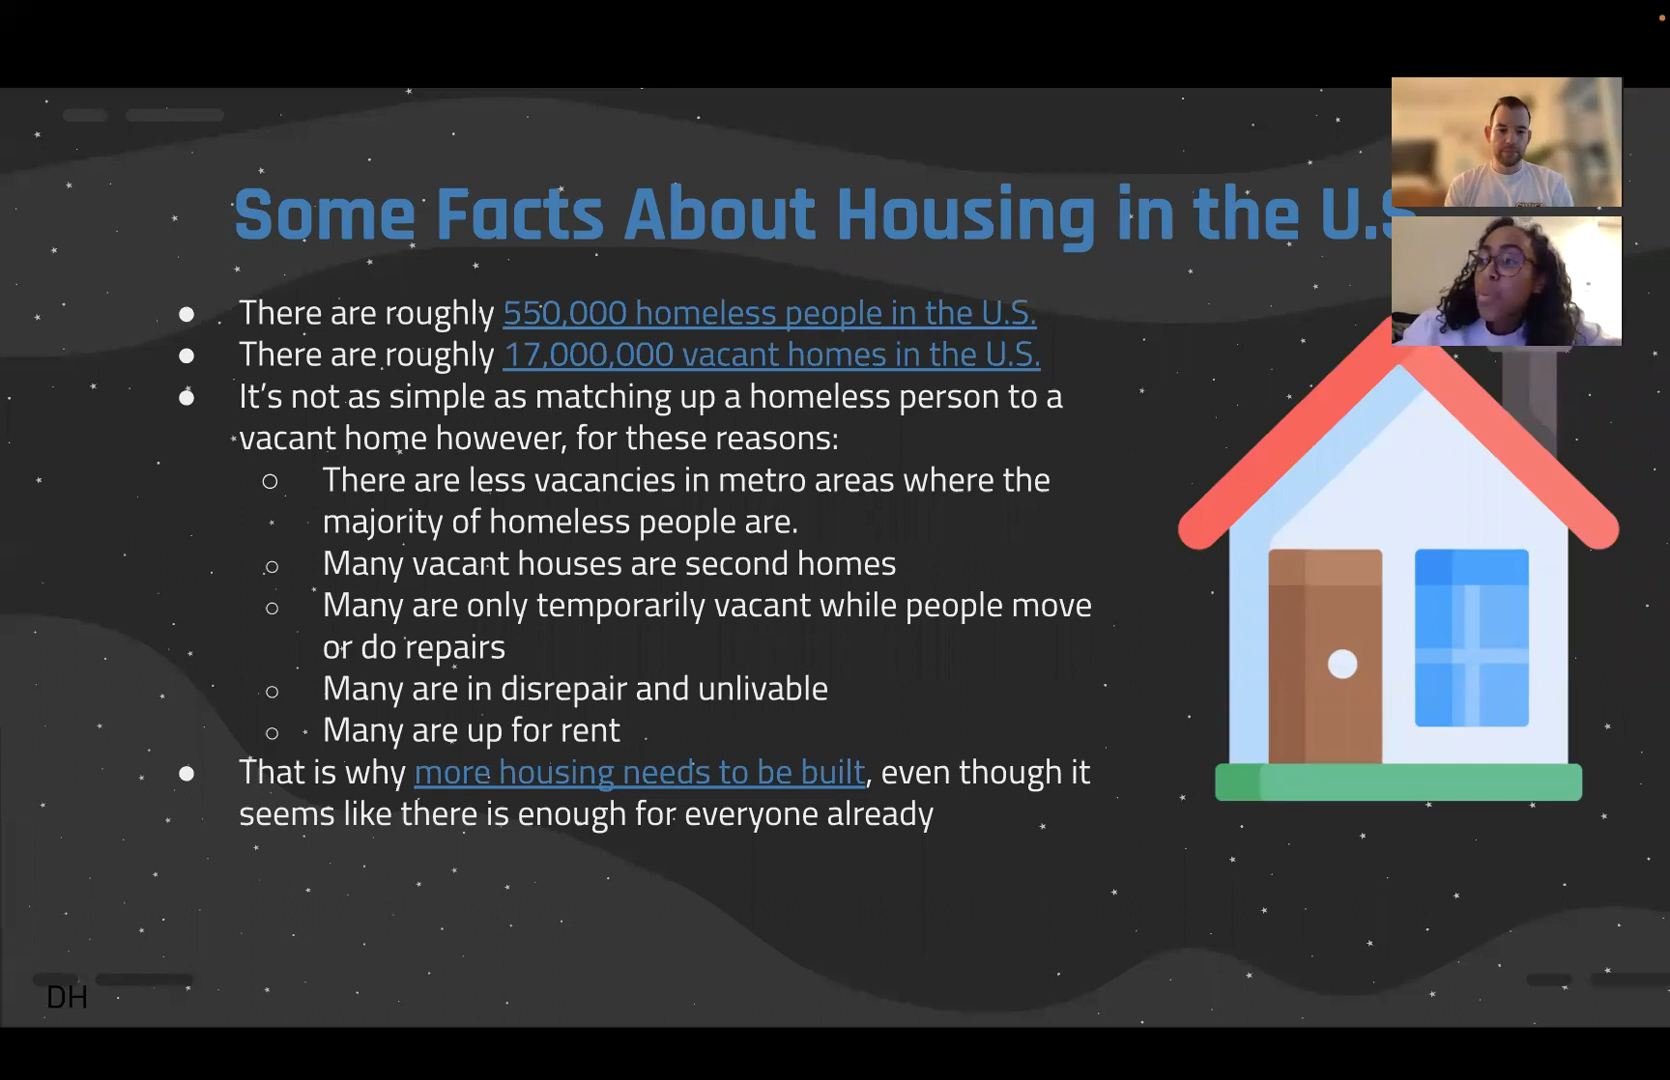 Some Facts About Housing in the U.S
There are roughly 550,000 homeless people in the U.S.
There are roughly 17,000,000 vacant homes in the U.S.
It’s not as simple as matching up a homeless person to a
vacant home however, for these reasons:
There are less vacancies in metro areas where the
majority of homeless people are.
Many vacant houses are second homes
Many are only temporarily vacant while people move
or do repairs
Many are in disrepair and unlivable
Many are up for rent
That is why more housing needs to be built, even though it
seems like there is enough for everyone already
DH